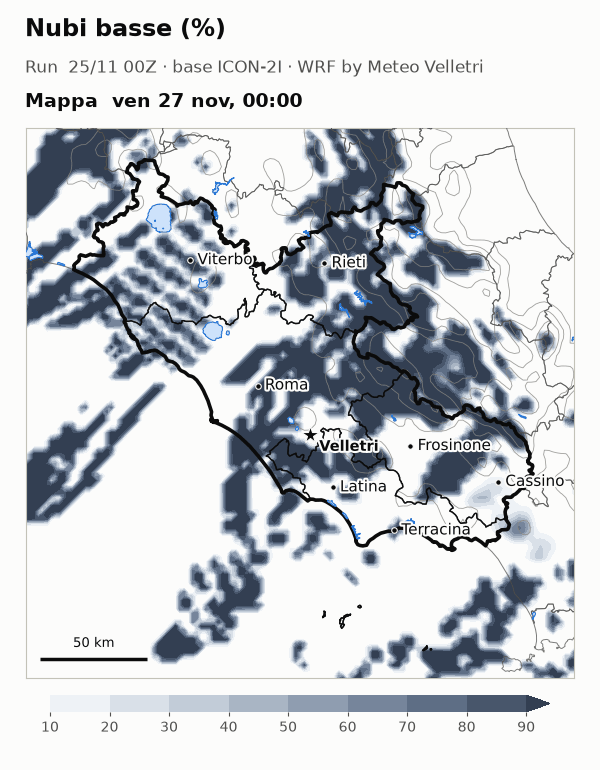 Nubi basse (%)
Run  25/11 00Z · base ICON-2I · WRF by Meteo Velletri
Mappa  ven 27 nov, 00:00
Viterbo
Rieti
Roma
Velletri
Frosinone
Cassino
Latina
Terracina
50 km
10 20 30 40 50 60 70 80 90